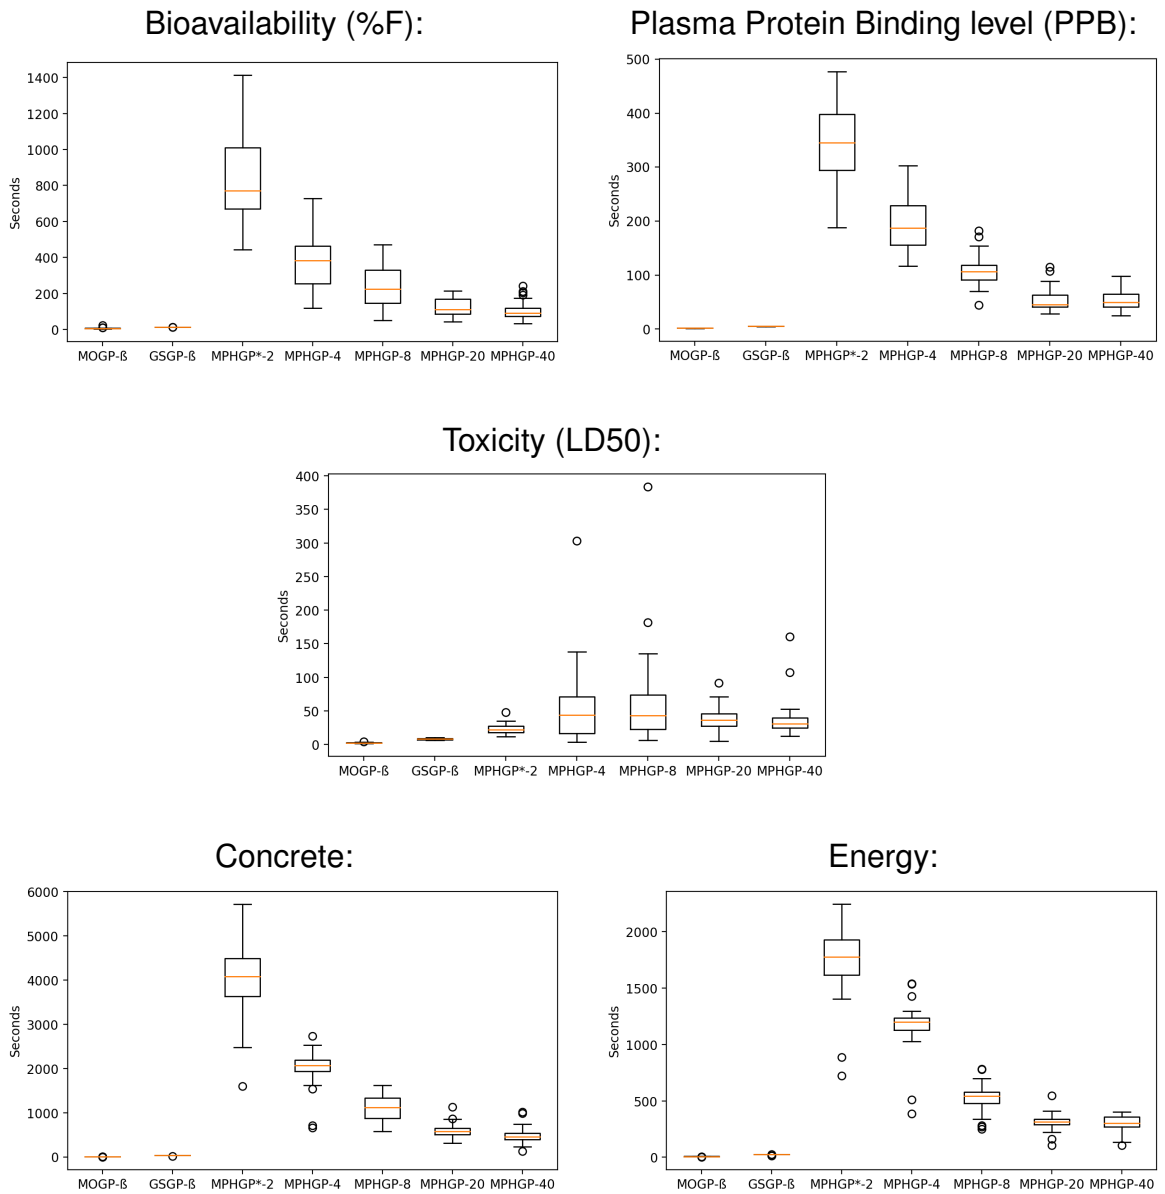 Bioavailability (%F):
Plasma Protein Binding level (PPB):
1400
1200
1000
800
600
400
200
0
Seconds
MOGP-ß GSGP-ß MPHGP*-2 MPHGP-4 MPHGP-8 MPHGP-20 MPHGP-40
500
400
300
200
100
0
Seconds
MOGP-ß GSGP-ß MPHGP*-2 MPHGP-4 MPHGP-8 MPHGP-20 MPHGP-40
Toxicity (LD50):
400
350
300
250
200
150
100
50
0
Seconds
MOGP-ß GSGP-ß MPHGP*-2 MPHGP-4 MPHGP-8 MPHGP-20 MPHGP-40
Concrete:
Energy:
6000
5000
4000
3000
2000
1000
0
Seconds
MOGP-ß GSGP-ß MPHGP*-2 MPHGP-4 MPHGP-8 MPHGP-20 MPHGP-40
2000
1500
1000
500
0
Seconds
MOGP-ß GSGP-ß MPHGP*-2 MPHGP-4 MPHGP-8 MPHGP-20 MPHGP-40